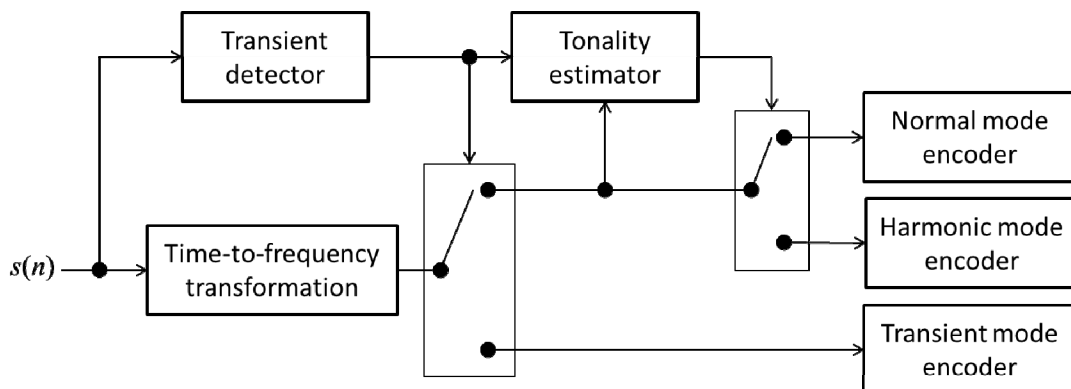 Transient
detector
Tonality
estimator
Normal mode
encoder
Harmonic mode
encoder
s(n)
Time-to-frequency
transformation
Transient mode
encoder